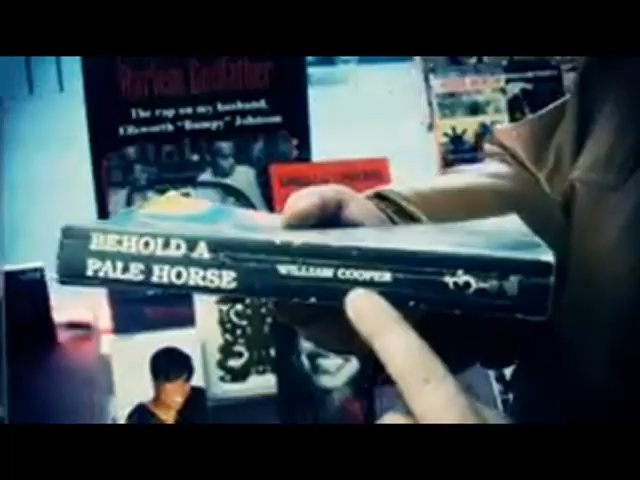 Harlem Godfather
The rap on my husband,
Ellsworth "Bumpy" Johnson
BEHOLD A
PALE HORSE
WILLIAM COOPER